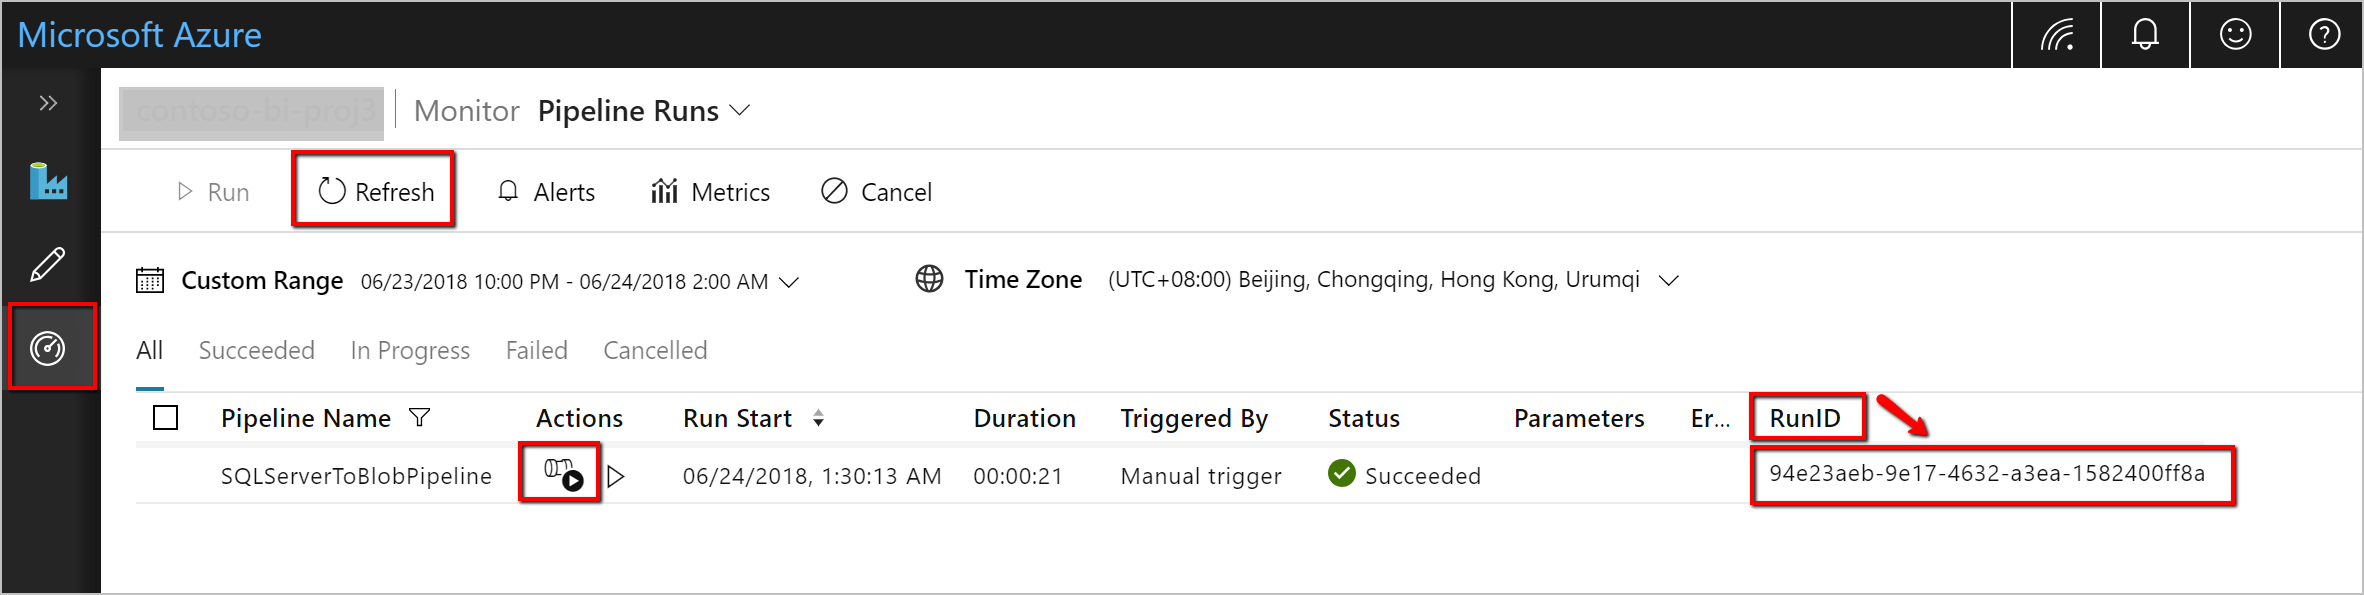 Microsoft Azure
contoso-bi-proj3 Monitor Pipeline Runs
Run Refresh Alerts Metrics Cancel
Custom Range 06/23/2018 10:00 PM - 06/24/2018 2:00 AM Time Zone (UTC+08:00) Beijing, Chongqing, Hong Kong, Urumqi
All Succeeded In Progress Failed Cancelled
Pipeline Name Actions Run Start Duration Triggered By Status Parameters Er... RunID
SQLServerToBlobPipeline 06/24/2018, 1:30:13 AM 00:00:21 Manual trigger Succeeded 94e23aeb-9e17-4632-a3ea-1582400ff8a